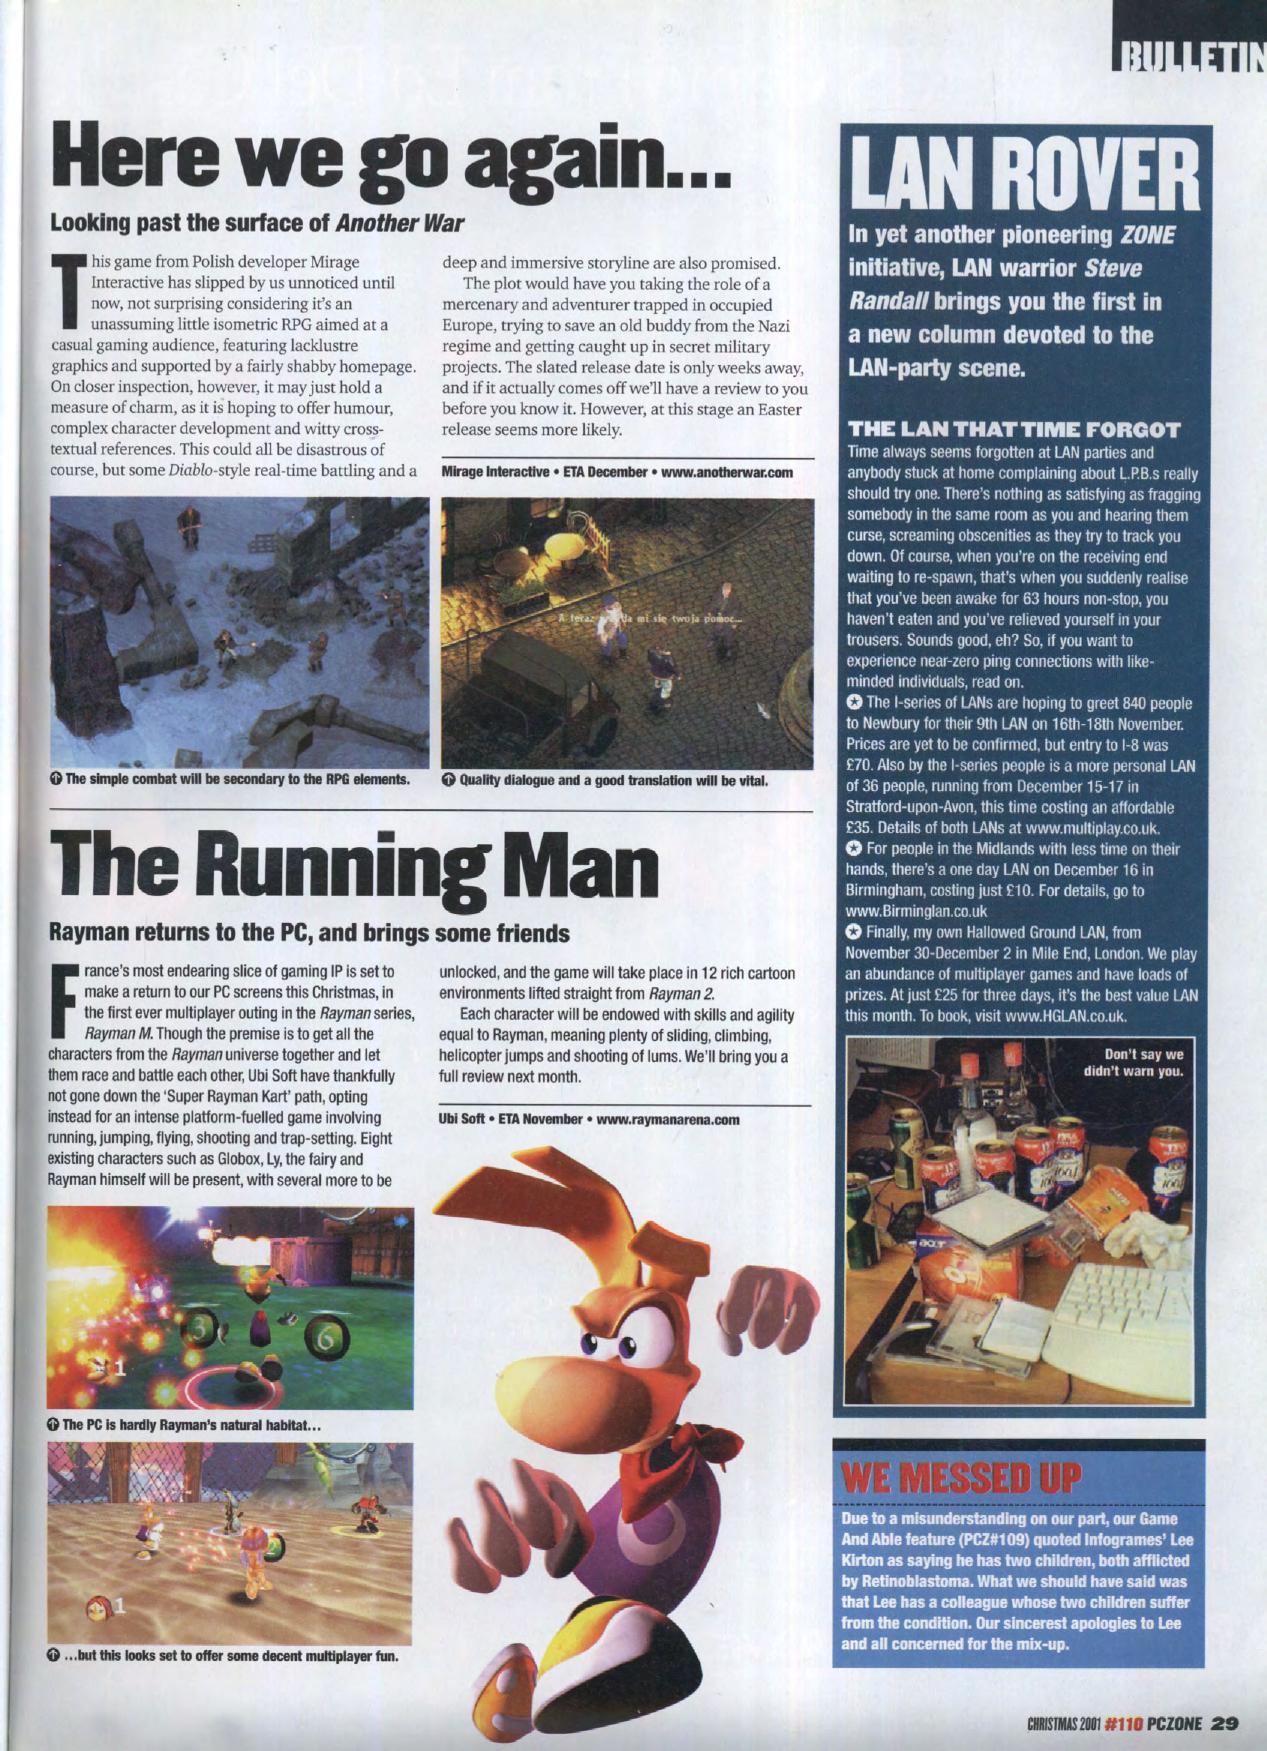 BULLETIN
Here we go again...
Looking past the surface of Another War
This game from Polish developer Mirage
Interactive has slipped by us unnoticed until
now, not surprising considering it's an
unassuming little isometric RPG aimed at a
casual gaming audience, featuring lacklustre
graphics and supported by a fairly shabby homepage.
On closer inspection, however, it may just hold a
measure of charm, as it is hoping to offer humour,
complex character development and witty cross-
textual references. This could all be disastrous of
course, but some Diablo-style real-time battling and a
deep and immersive storyline are also promised.
The plot would have you taking the role of a
mercenary and adventurer trapped in occupied
Europe, trying to save an old buddy from the Nazi
regime and getting caught up in secret military
projects. The slated release date is only weeks away,
and if it actually comes off we'll have a review to you
before you know it. However, at this stage an Easter
release seems more likely.
Mirage Interactive • ETA December • www.anotherwar.com
A teraz da mi się twoja pomoc...
The simple combat will be secondary to the RPG elements.
Quality dialogue and a good translation will be vital.
The Running Man
Rayman returns to the PC, and brings some friends
France's most endearing slice of gaming IP is set to
make a return to our PC screens this Christmas, in
the first ever multiplayer outing in the Rayman series,
Rayman M. Though the premise is to get all the
characters from the Rayman universe together and let
them race and battle each other, Ubi Soft have thankfully
not gone down the 'Super Rayman Kart' path, opting
instead for an intense platform-fuelled game involving
running, jumping, flying, shooting and trap-setting. Eight
existing characters such as Globox, Ly, the fairy and
Rayman himself will be present, with several more to be
unlocked, and the game will take place in 12 rich cartoon
environments lifted straight from Rayman 2.
Each character will be endowed with skills and agility
equal to Rayman, meaning plenty of sliding, climbing,
helicopter jumps and shooting of lums. We'll bring you a
full review next month.
Ubi Soft • ETA November • www.raymanarena.com
3
6
1
The PC is hardly Rayman's natural habitat...
2
1
...but this looks set to offer some decent multiplayer fun.
LAN ROVER
In yet another pioneering ZONE
initiative, LAN warrior Steve
Randall brings you the first in
a new column devoted to the
LAN-party scene.
THE LAN THAT TIME FORGOT
Time always seems forgotten at LAN parties and
anybody stuck at home complaining about L.P.B.s really
should try one. There's nothing as satisfying as fragging
somebody in the same room as you and hearing them
curse, screaming obscenities as they try to track you
down. Of course, when you're on the receiving end
waiting to re-spawn, that's when you suddenly realise
that you've been awake for 63 hours non-stop, you
haven't eaten and you've relieved yourself in your
trousers. Sounds good, eh? So, if you want to
experience near-zero ping connections with like-
minded individuals, read on.
The I-series of LANs are hoping to greet 840 people
to Newbury for their 9th LAN on 16th-18th November.
Prices are yet to be confirmed, but entry to I-8 was
£70. Also by the I-series people is a more personal LAN
of 36 people, running from December 15-17 in
Stratford-upon-Avon, this time costing an affordable
£35. Details of both LANs at www.multiplay.co.uk.
For people in the Midlands with less time on their
hands, there's a one day LAN on December 16 in
Birmingham, costing just £10. For details, go to
www.Birminglan.co.uk
Finally, my own Hallowed Ground LAN, from
November 30-December 2 in Mile End, London. We play
an abundance of multiplayer games and have loads of
prizes. At just £25 for three days, it's the best value LAN
this month. To book, visit www.HGLAN.co.uk.
Don't say we
didn't warn you.
acer
WE MESSED UP
Due to a misunderstanding on our part, our Game
And Able feature (PCZ#109) quoted Infogrames' Lee
Kirton as saying he has two children, both afflicted
by Retinoblastoma. What we should have said was
that Lee has a colleague whose two children suffer
from the condition. Our sincerest apologies to Lee
and all concerned for the mix-up.
CHRISTMAS 2001 #110 PCZONE 29